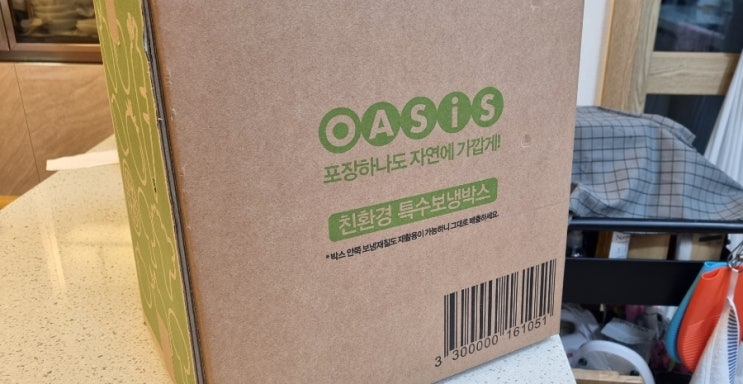 OASiS
포장하나도 자연에 가깝게!
친환경 특수보냉박스
* 박스 안쪽 보냉재질도 재활용이 가능하니 그대로 배출하세요.
3 300000 161051